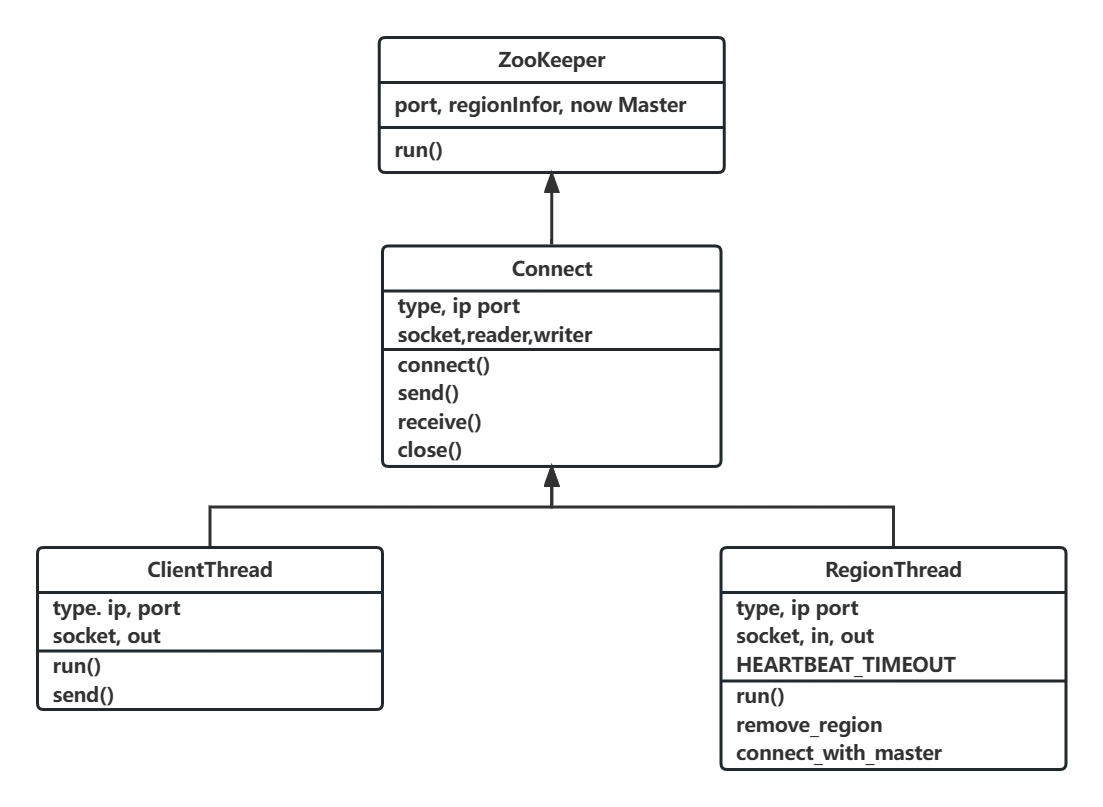 ZooKeeper
port, regionInfor, now Master
run()
Connect
type, ip port
socket,reader,writer
connect()
send()
receive()
close()
ClientThread
type. ip, port
socket, out
run()
send()
RegionThread
type, ip port
socket, in, out
HEARTBEAT_TIMEOUT
run()
remove_region
connect_with_master